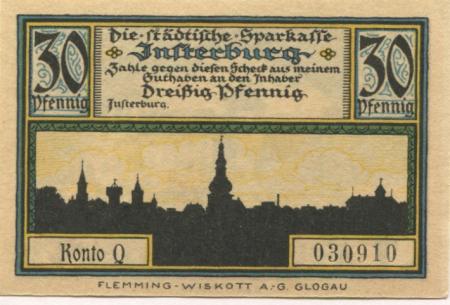 30
Pfennig
Die städtische Sparkasse
Insterburg
Zahle gegen diesen Scheck aus meinem
Guthaben an den Inhaber
Dreißig Pfennig
Insterburg.
30
Pfennig
Konto Q
030910
FLEMMING-WISKOTT A.-G. GLOGAU